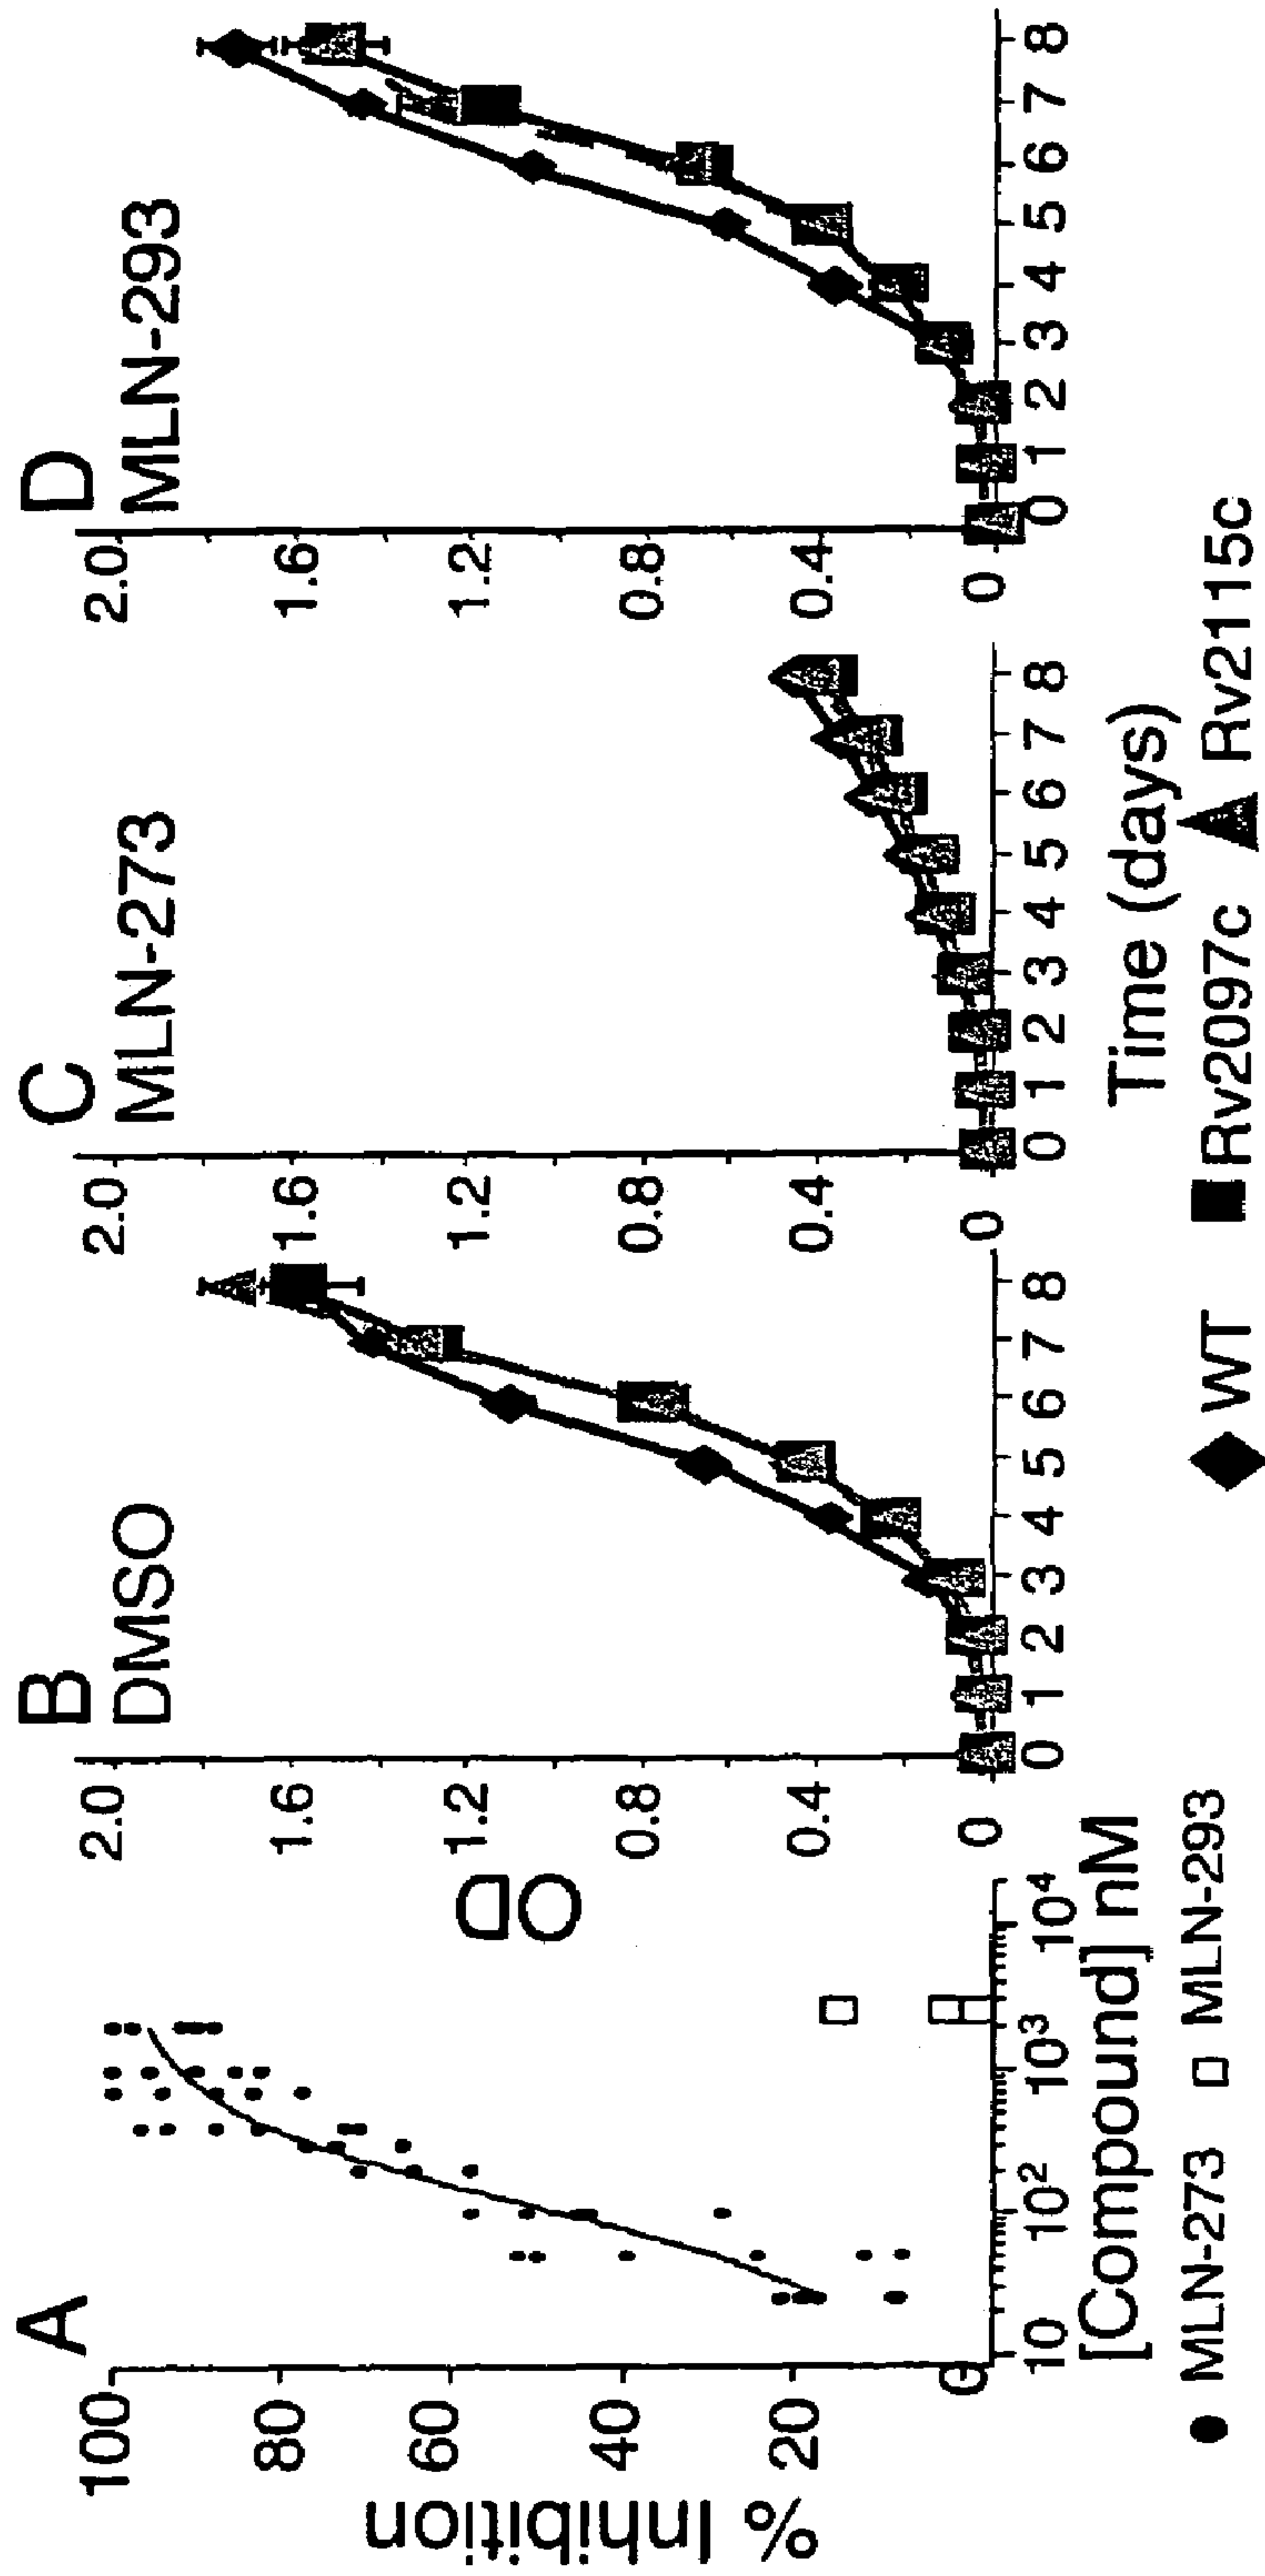 A
% Inhibition
100
80
60
40
20
0
10 10² 10³ 10⁴
[Compound] nM
MLN-273 MLN-293
B
DMSO
OD
2.0
1.6
1.2
0.8
0.4
0
0 1 2 3 4 5 6 7 8
C
MLN-273
2.0
1.6
1.2
0.8
0.4
0
0 1 2 3 4 5 6 7 8
D
MLN-293
2.0
1.6
1.2
0.8
0.4
0
0 1 2 3 4 5 6 7 8
Time (days)
WT Rv2097c Rv2115c